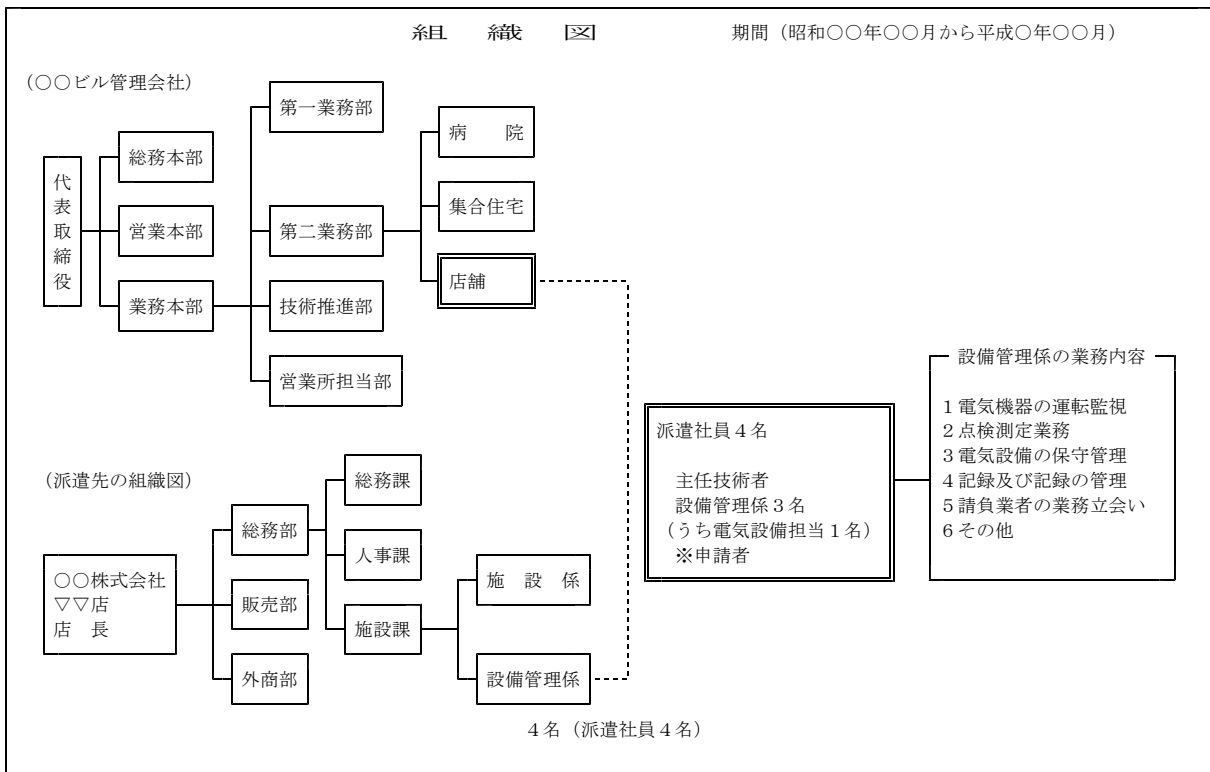 組　織　図
期間（昭和〇〇年〇〇月から平成〇年〇〇月）
（〇〇ビル管理会社）
代表取締役
総務本部
営業本部
業務本部
第一業務部
第二業務部
技術推進部
営業所担当部
病　院
集合住宅
店舗
（派遣先の組織図）
〇〇株式会社
▽▽店
店　長
総務部
販売部
外商部
総務課
人事課
施設課
施　設　係
設備管理係
４名（派遣社員４名）
派遣社員４名
主任技術者
設備管理係３名
（うち電気設備担当１名）
※申請者
設備管理係の業務内容
１電気機器の運転監視
２点検測定業務
３電気設備の保守管理
４記録及び記録の管理
５請負業者の業務立会い
６その他